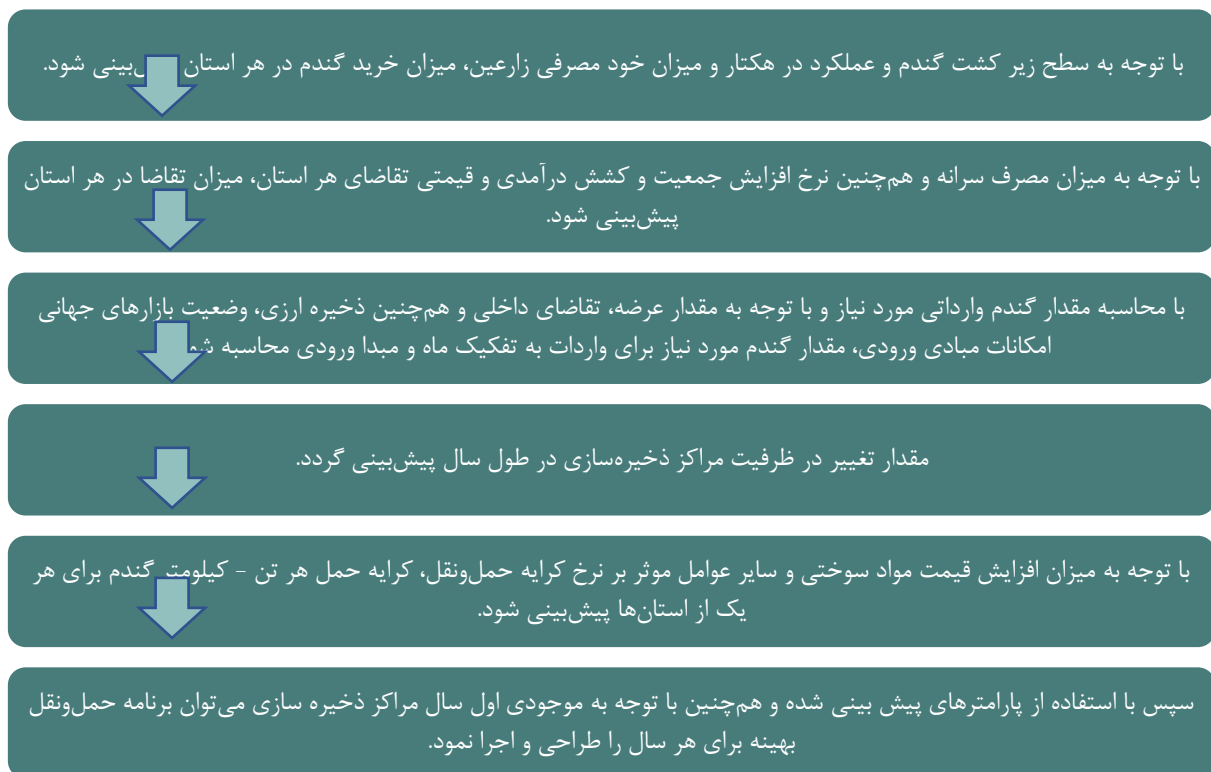 با توجه به سطح زیر کشت گندم و عملکرد در هکتار و میزان خود مصرفی زارعین، میزان خرید گندم در هر استان بینی شود.
با توجه به میزان مصرف سرانه و هم‌چنین نرخ افزایش جمعیت و کشش درآمدی و قیمتی تقاضای هر استان، میزان تقاضا در هر استان
پیش‌بینی شود.
با محاسبه مقدار گندم وارداتی مورد نیاز و با توجه به مقدار عرضه، تقاضای داخلی و هم‌چنین ذخیره ارزی، وضعیت بازارهای جهانی
امکانات مبادی ورودی، مقدار گندم مورد نیاز برای واردات به تفکیک ماه و مبدا ورودی محاسبه
مقدار تغییر در ظرفیت مراکز ذخیره‌سازی در طول سال پیش‌بینی گردد.
با توجه به میزان افزایش قیمت مواد سوختی و سایر عوامل موثر بر نرخ کرایه حمل‌ونقل، کرایه حمل هر تن - کیلومتر گندم برای هر
یک از استان‌ها پیش‌بینی شود.
سپس با استفاده از پارامترهای پیش بینی شده و هم‌چنین با توجه به موجودی اول سال مراکز ذخیره سازی می‌توان برنامه حمل‌ونقل
بهینه برای هر سال را طراحی و اجرا نمود.